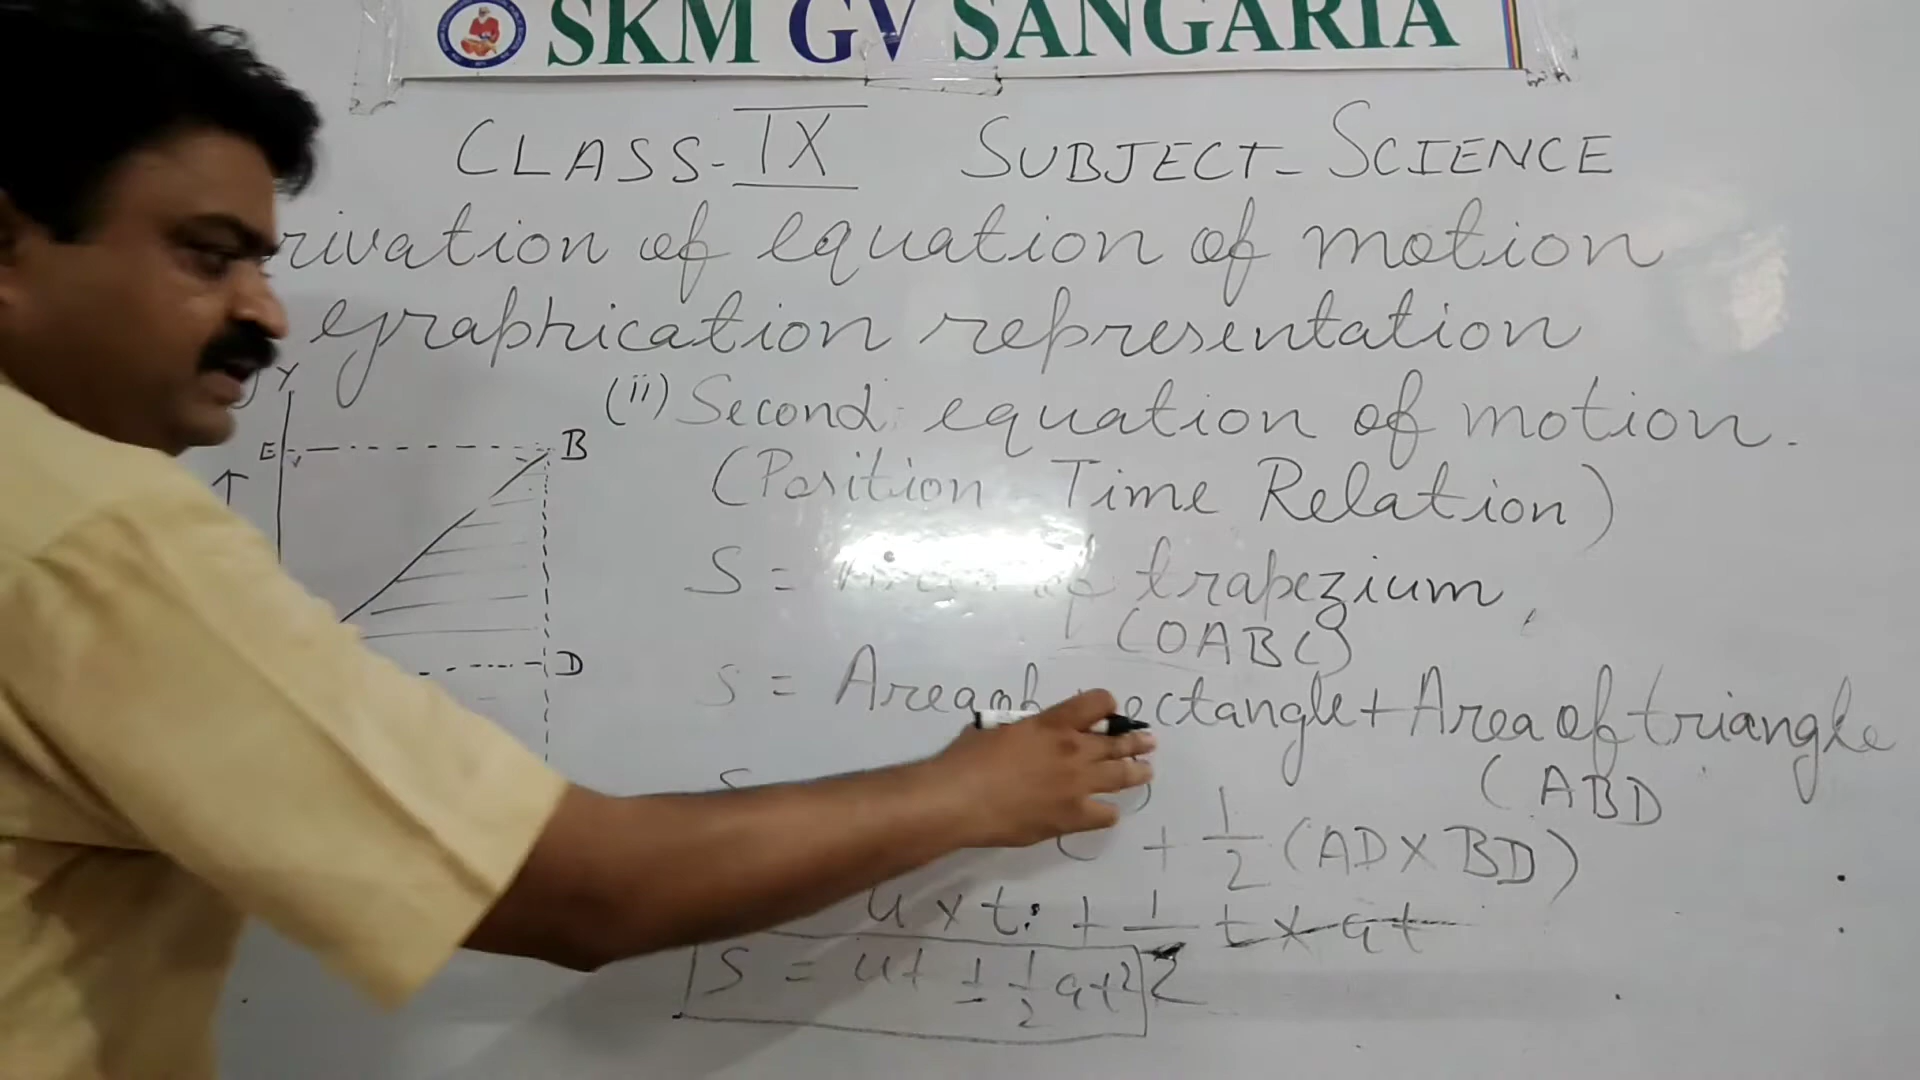 SKM GV SANGARIA
CLASS-IX SUBJECT-SCIENCE
rivation of equation of motion
graphication representation
Y
E
B
D
(ii) Second equation of motion.
(Position Time Relation)
S = of trapezium
(OABC)
S = Area of rectangle + Area of triangle
(ABD
+ 1/2 (AD X BD)
u x t + 1/2 t x at
S = ut + 1/2 at2